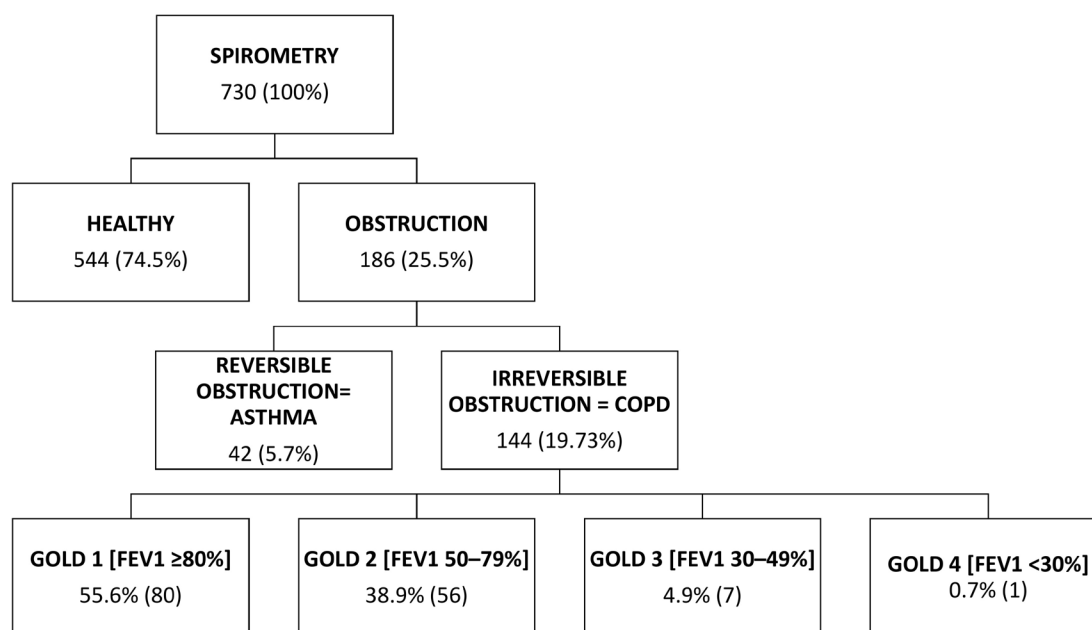 SPIROMETRY
730 (100%)
HEALTHY
544 (74.5%)
OBSTRUCTION
186 (25.5%)
REVERSIBLE
OBSTRUCTION=
ASTHMA
42 (5.7%)
IRREVERSIBLE
OBSTRUCTION = COPD
144 (19.73%)
GOLD 1 [FEV1 ≥80%]
55.6% (80)
GOLD 2 [FEV1 50–79%]
38.9% (56)
GOLD 3 [FEV1 30–49%]
4.9% (7)
GOLD 4 [FEV1 <30%]
0.7% (1)